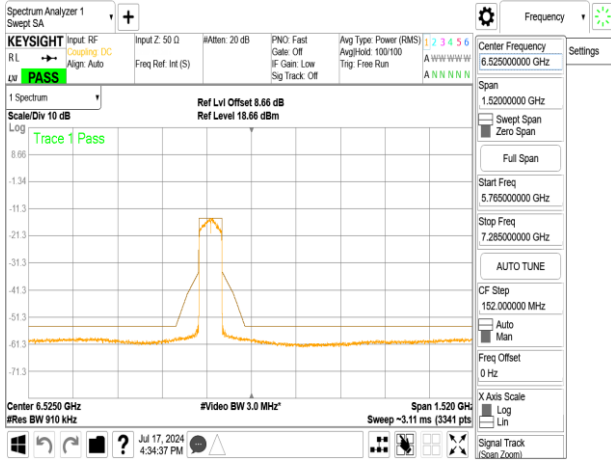 Spectrum Analyzer 1
Swept SA
Frequency
KEYSIGHT Input: RF Input Z: 50 Ω #Atten: 20 dB PNO: Fast Avg Type: Power (RMS) 1 2 3 4 5 6
Coupling: DC Gate: Off Avg|Hold: 100/100 A W W W W W
RL Align: Auto Freq Ref: Int (S) IF Gain: Low Trig: Free Run
Sig Track: Off A N N N N N
LXI PASS
1 Spectrum
Ref Lvl Offset 8.66 dB
Scale/Div 10 dB Ref Level 18.66 dBm
Log
Trace 1 Pass
8.66
-1.34
-11.3
-21.3
-31.3
-41.3
-51.3
-61.3
-71.3
Center 6.5250 GHz #Video BW 3.0 MHz* Span 1.520 GHz
#Res BW 910 kHz Sweep ~3.11 ms (3341 pts
Jul 17, 2024
4:34:37 PM
Center Frequency
6.525000000 GHz
Settings
Span
1.52000000 GHz
Swept Span
Zero Span
Full Span
Start Freq
5.765000000 GHz
Stop Freq
7.285000000 GHz
AUTO TUNE
CF Step
152.000000 MHz
Auto
Man
Freq Offset
0 Hz
X Axis Scale
Log
Lin
Signal Track
(Span Zoom)